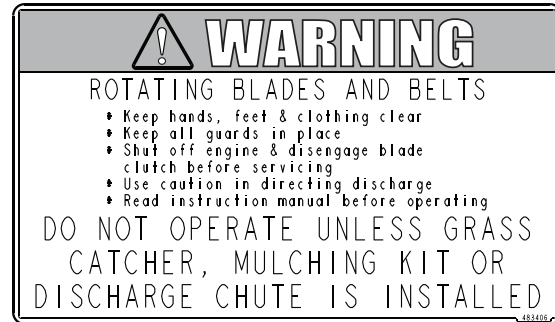 WARNING
ROTATING BLADES AND BELTS
* Keep hands, feet & clothing clear
* Keep all guards in place
* Shut off engine & disengage blade
clutch before servicing
* Use caution in directing discharge
* Read instruction manual before operating
DO NOT OPERATE UNLESS GRASS
CATCHER, MULCHING KIT OR
DISCHARGE CHUTE IS INSTALLED
483406